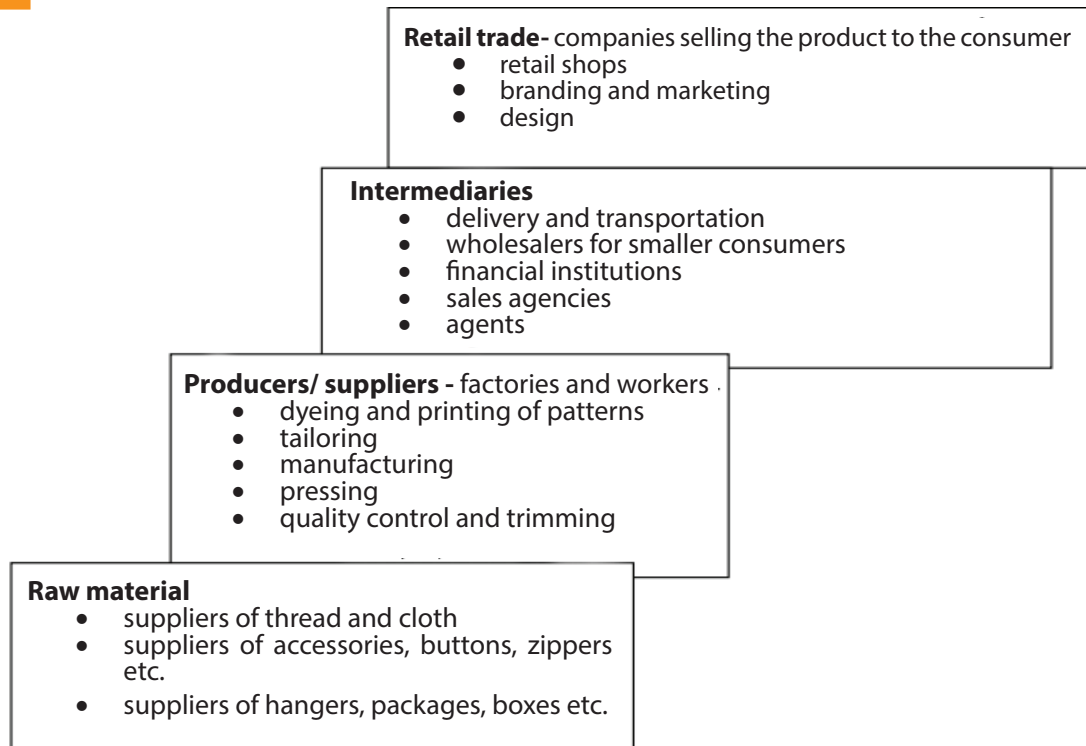 Retail trade- companies selling the product to the consumer
• retail shops
• branding and marketing
• design
Intermediaries
• delivery and transportation
• wholesalers for smaller consumers
• financial institutions
• sales agencies
• agents
Producers/ suppliers - factories and workers
• dyeing and printing of patterns
• tailoring
• manufacturing
• pressing
• quality control and trimming
Raw material
• suppliers of thread and cloth
• suppliers of accessories, buttons, zippers
etc.
• suppliers of hangers, packages, boxes etc.